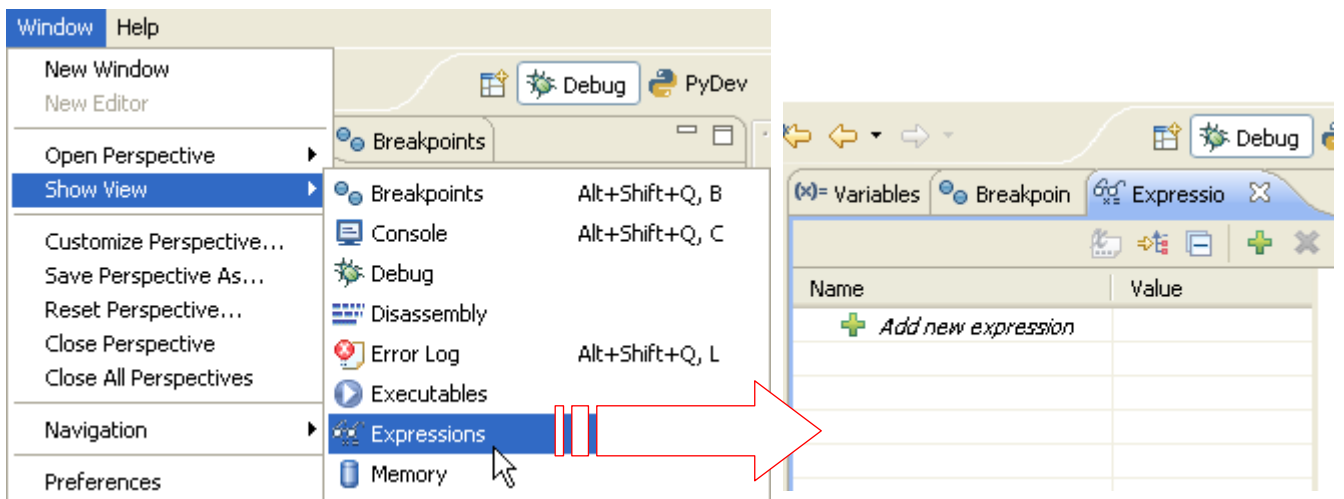 Window Help
New Window
New Editor
Open Perspective
Show View
Customize Perspective...
Save Perspective As...
Reset Perspective...
Close Perspective
Close All Perspectives
Navigation
Preferences
Debug PyDev
Breakpoints
Breakpoints Alt+Shift+Q, B
Console Alt+Shift+Q, C
Debug
Disassembly
Error Log Alt+Shift+Q, L
Executables
Expressions
Memory
Debug
(x)= Variables Breakpoin Expressio
Name Value
Add new expression